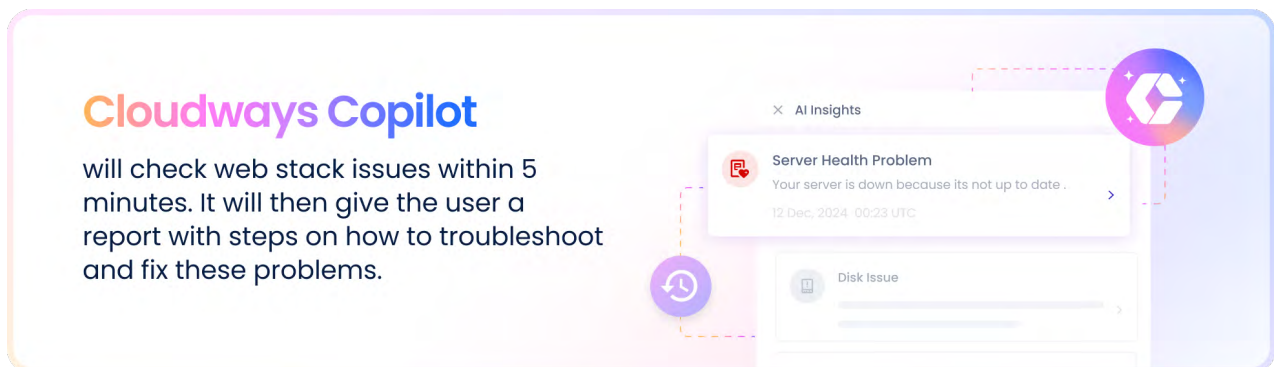 Cloudways Copilot
will check web stack issues within 5
minutes. It will then give the user a
report with steps on how to troubleshoot
and fix these problems.
AI Insights
Server Health Problem
Your server is down because its not up to date .
12 Dec, 2024 00:23 UTC
Disk Issue